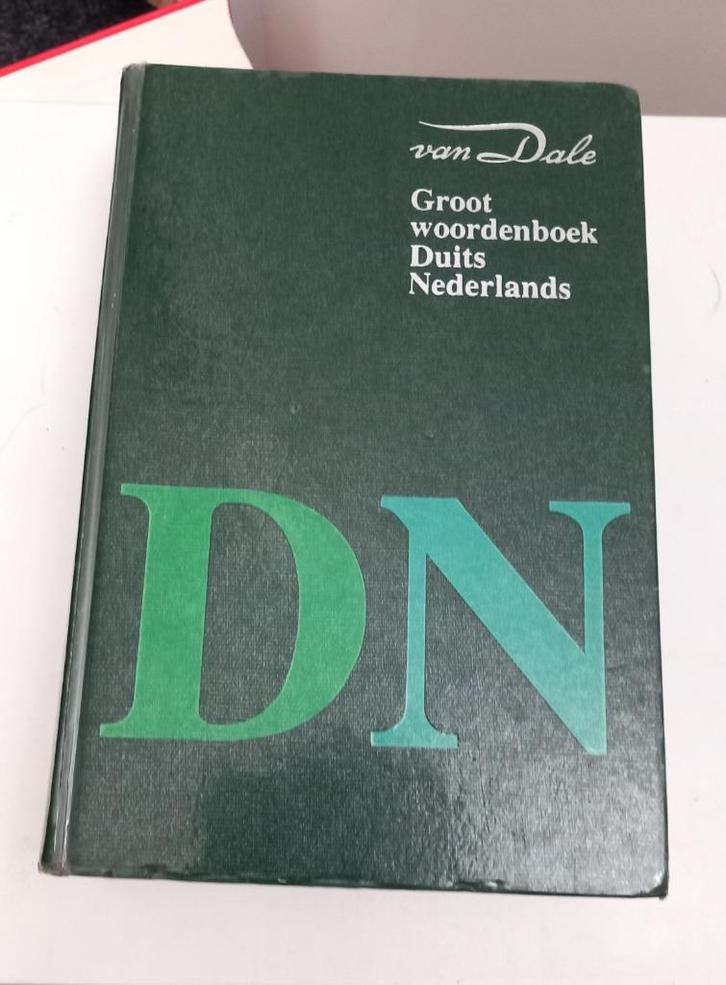 van Dale
Groot
woordenboek
Duits
Nederlands
DN